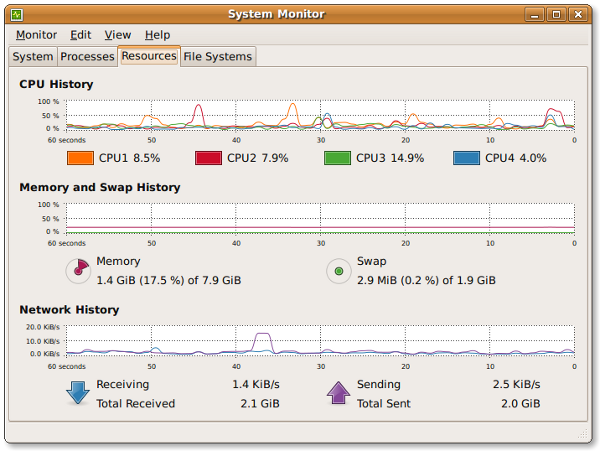 System Monitor
Monitor Edit View Help
System Processes Resources File Systems
CPU History
100 %
50 %
0 %
60 seconds 50 40 30 20 10 0
CPU1 8.5% CPU2 7.9% CPU3 14.9% CPU4 4.0%
Memory and Swap History
100 %
50 %
0 %
60 seconds 50 40 30 20 10 0
Memory Swap
1.4 GiB (17.5 %) of 7.9 GiB 2.9 MiB (0.2 %) of 1.9 GiB
Network History
20.0 KiB/s
10.0 KiB/s
0.0 KiB/s
60 seconds 50 40 30 20 10 0
Receiving 1.4 KiB/s Sending 2.5 KiB/s
Total Received 2.1 GiB Total Sent 2.0 GiB